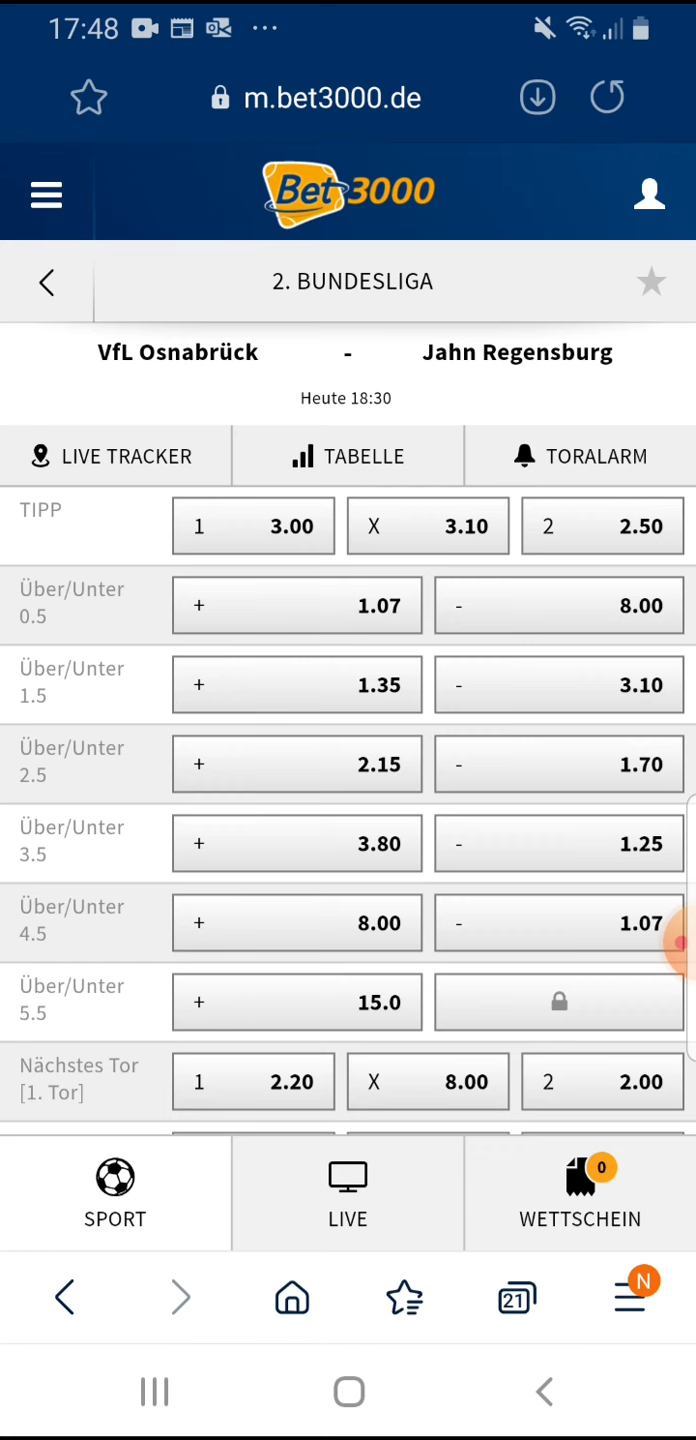 17:48
m.bet3000.de
Bet3000
2. BUNDESLIGA
VfL Osnabrück - Jahn Regensburg
Heute 18:30
LIVE TRACKER TABELLE TORALARM
TIPP 1 3.00 X 3.10 2 2.50
Über/Unter
0.5 + 1.07 - 8.00
Über/Unter
1.5 + 1.35 - 3.10
Über/Unter
2.5 + 2.15 - 1.70
Über/Unter
3.5 + 3.80 - 1.25
Über/Unter
4.5 + 8.00 - 1.07
Über/Unter
5.5 + 15.0
Nächstes Tor
[1. Tor] 1 2.20 X 8.00 2 2.00
0
SPORT LIVE WETTSCHEIN
21 N